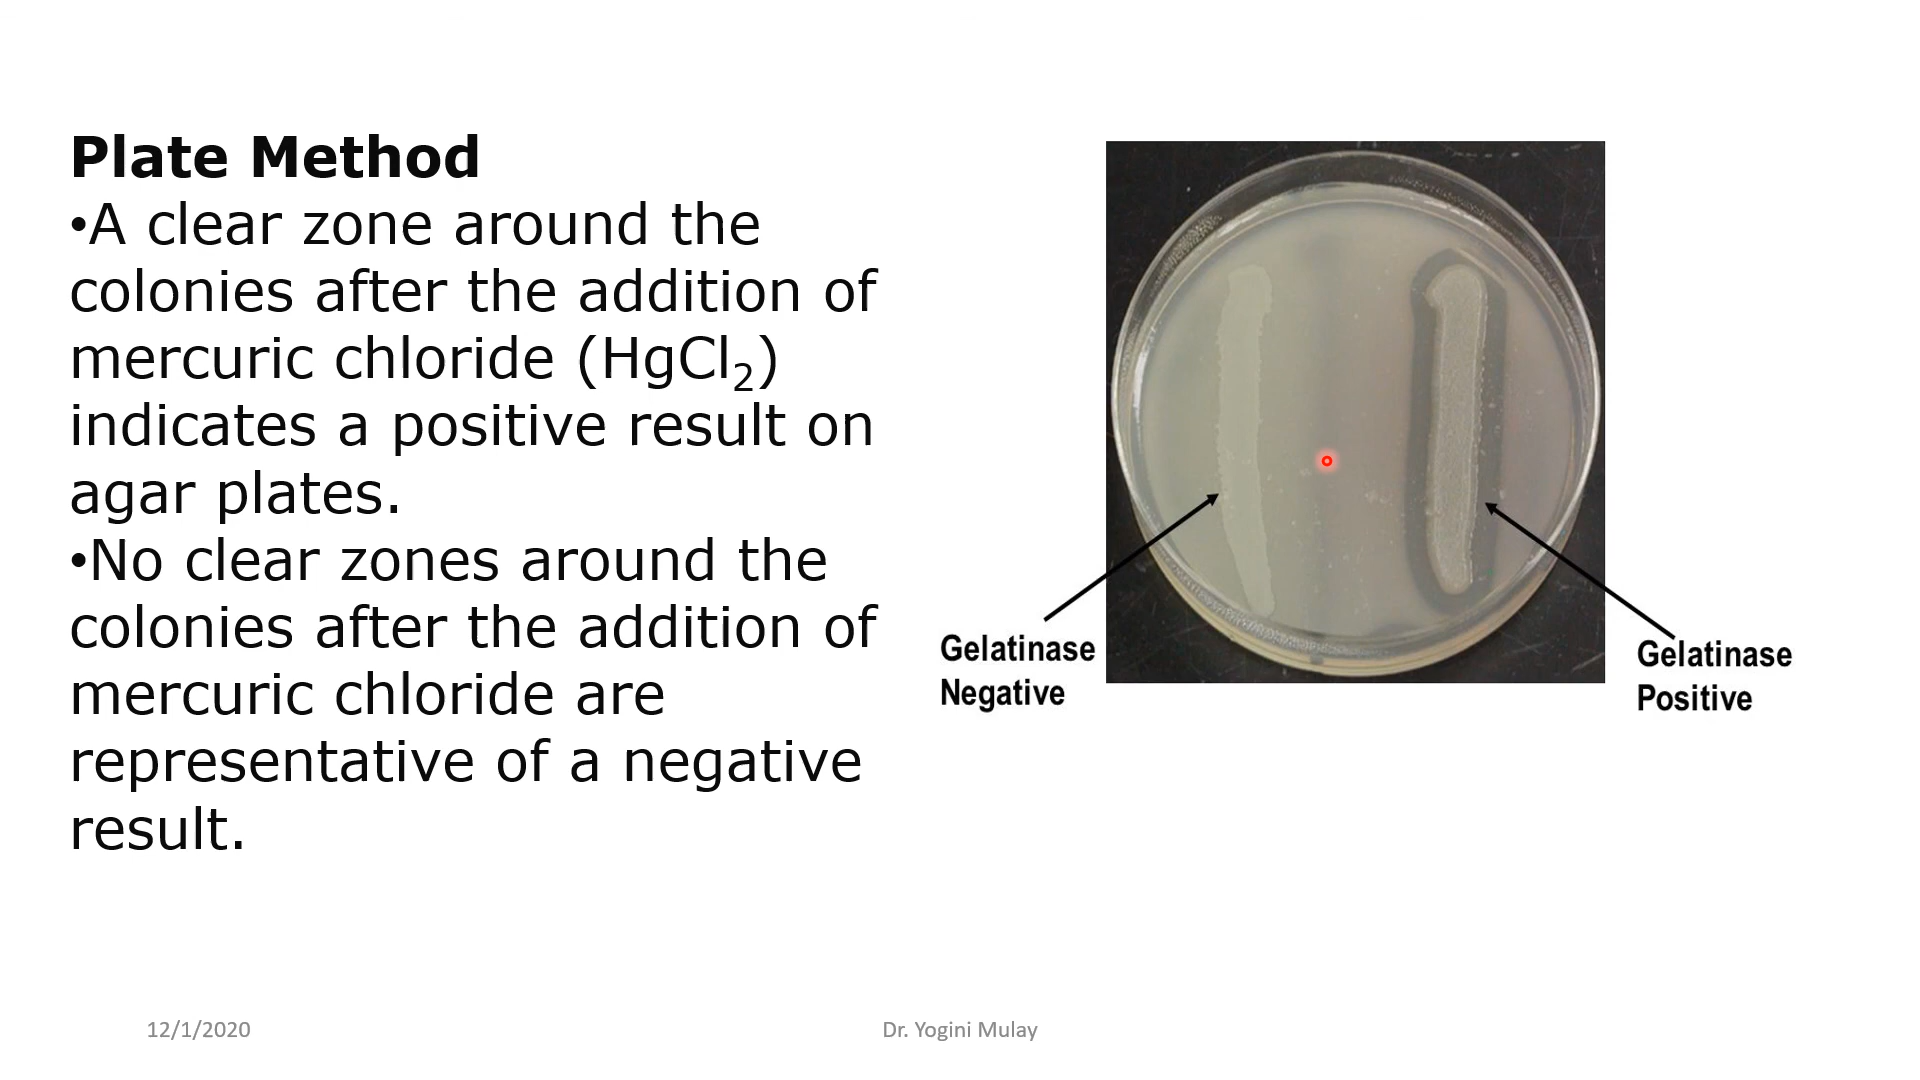 Plate Method
•A clear zone around the
colonies after the addition of
mercuric chloride (HgCl₂)
indicates a positive result on
agar plates.
•No clear zones around the
colonies after the addition of
mercuric chloride are
representative of a negative
result.
Gelatinase
Negative
Gelatinase
Positive
12/1/2020
Dr. Yogini Mulay